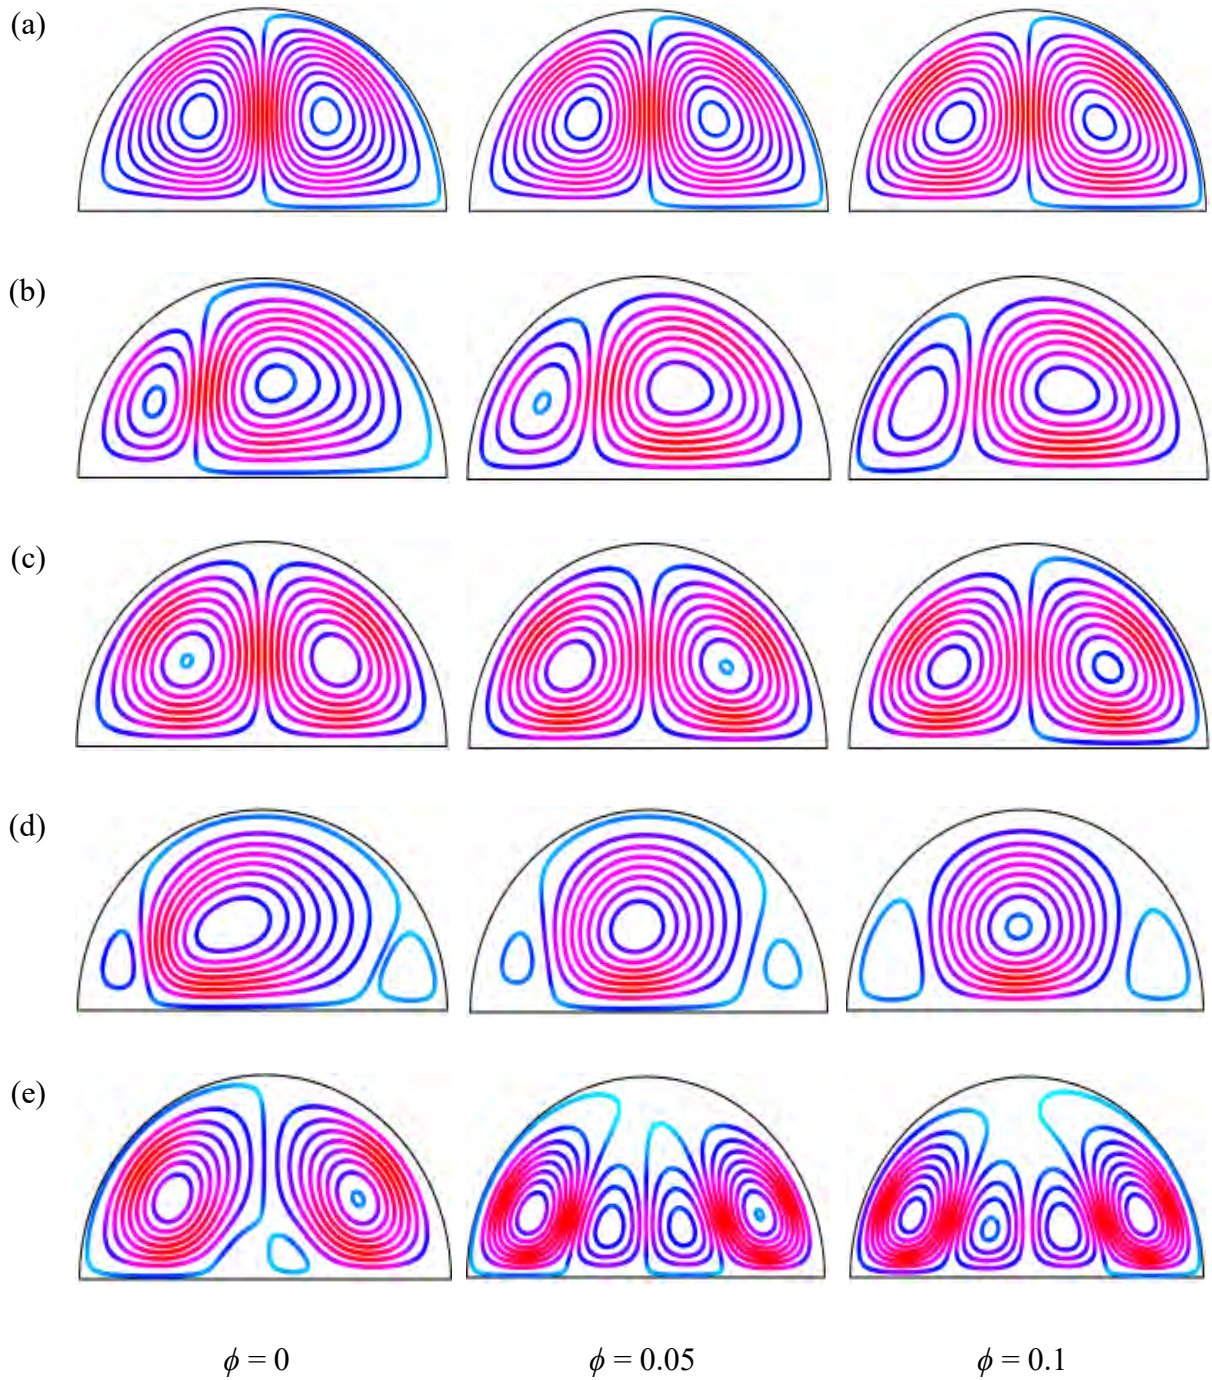 (a)
(b)
(c)
(d)
(e)
ϕ = 0 ϕ = 0.05 ϕ = 0.1